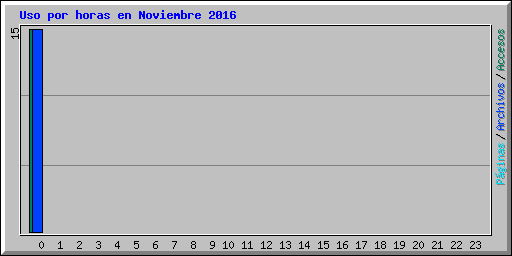 Uso por horas en Noviembre 2016
15
0 1 2 3 4 5 6 7 8 9 10 11 12 13 14 15 16 17 18 19 20 21 22 23
Páginas/Archivos/Accesos